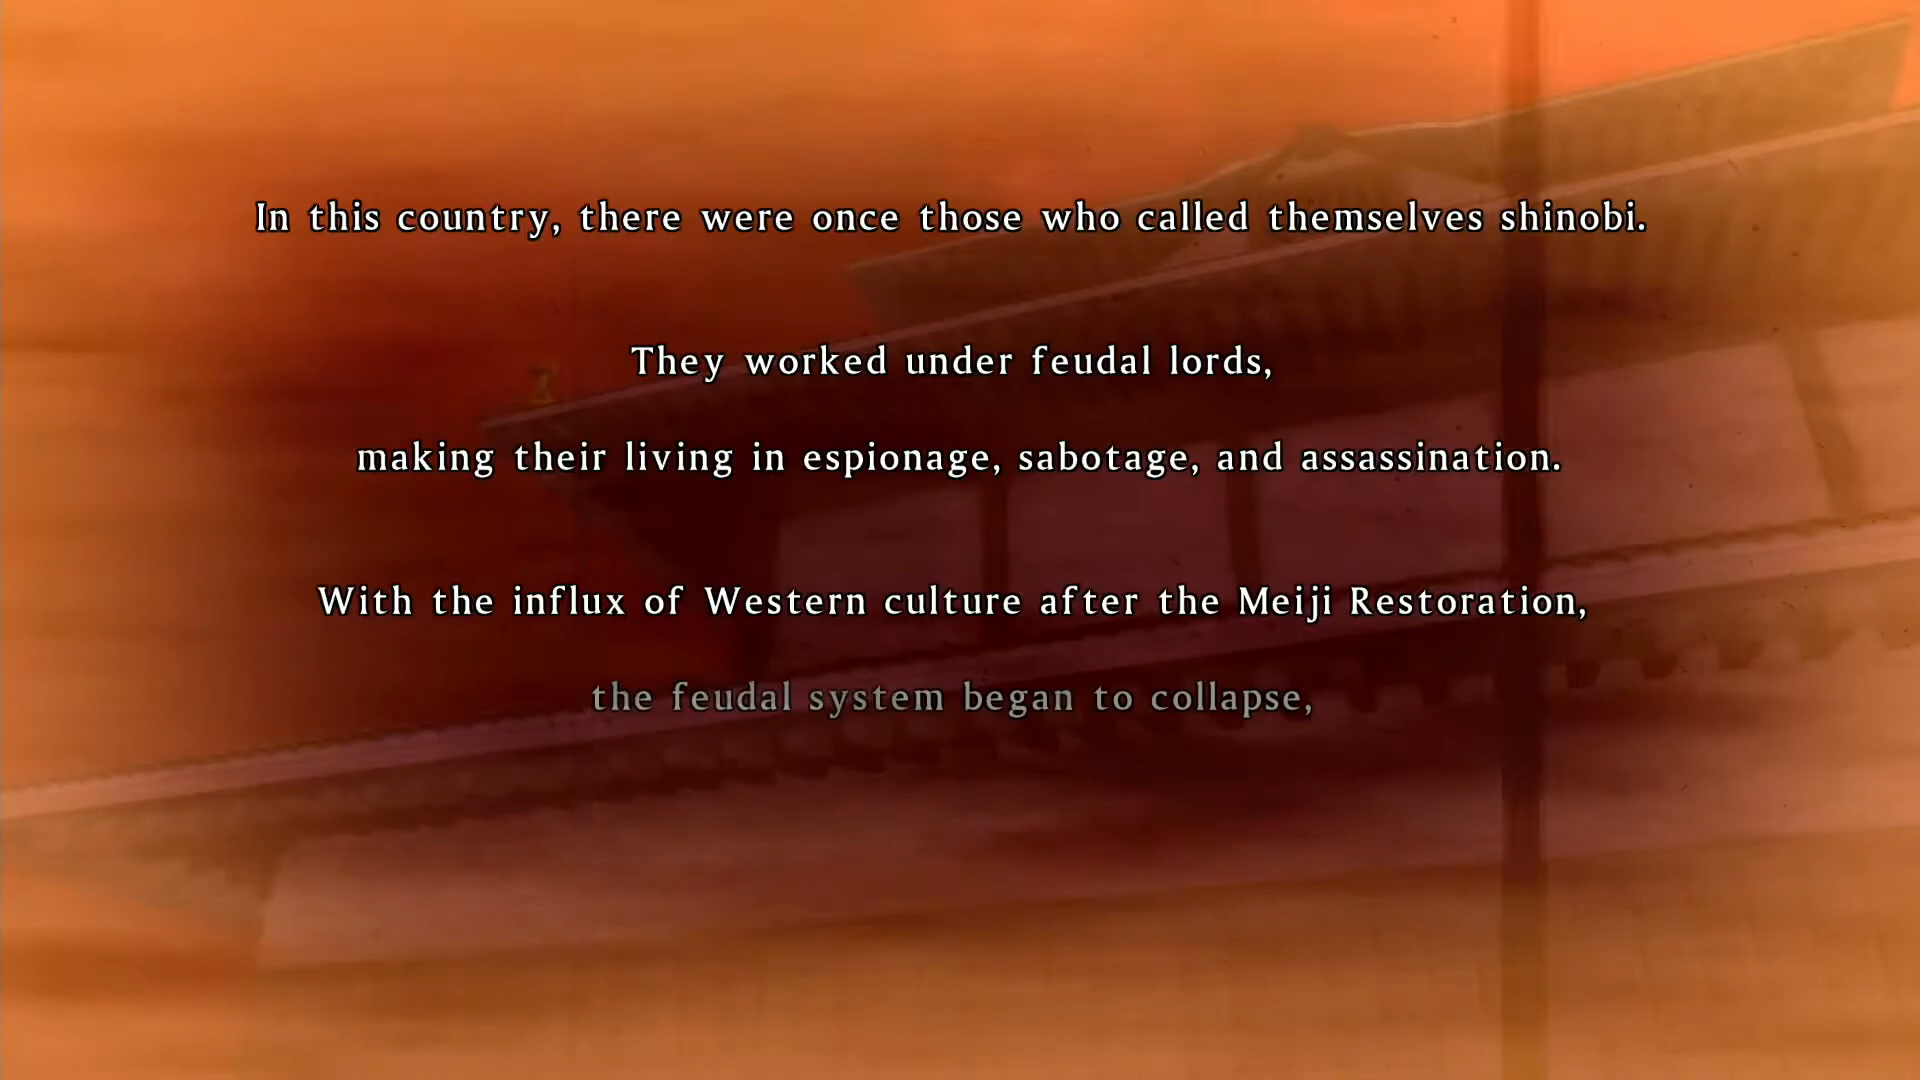 In this country, there were once those who called themselves shinobi.
They worked under feudal lords,
making their living in espionage, sabotage, and assassination.
With the influx of Western culture after the Meiji Restoration,
the feudal system began to collapse,